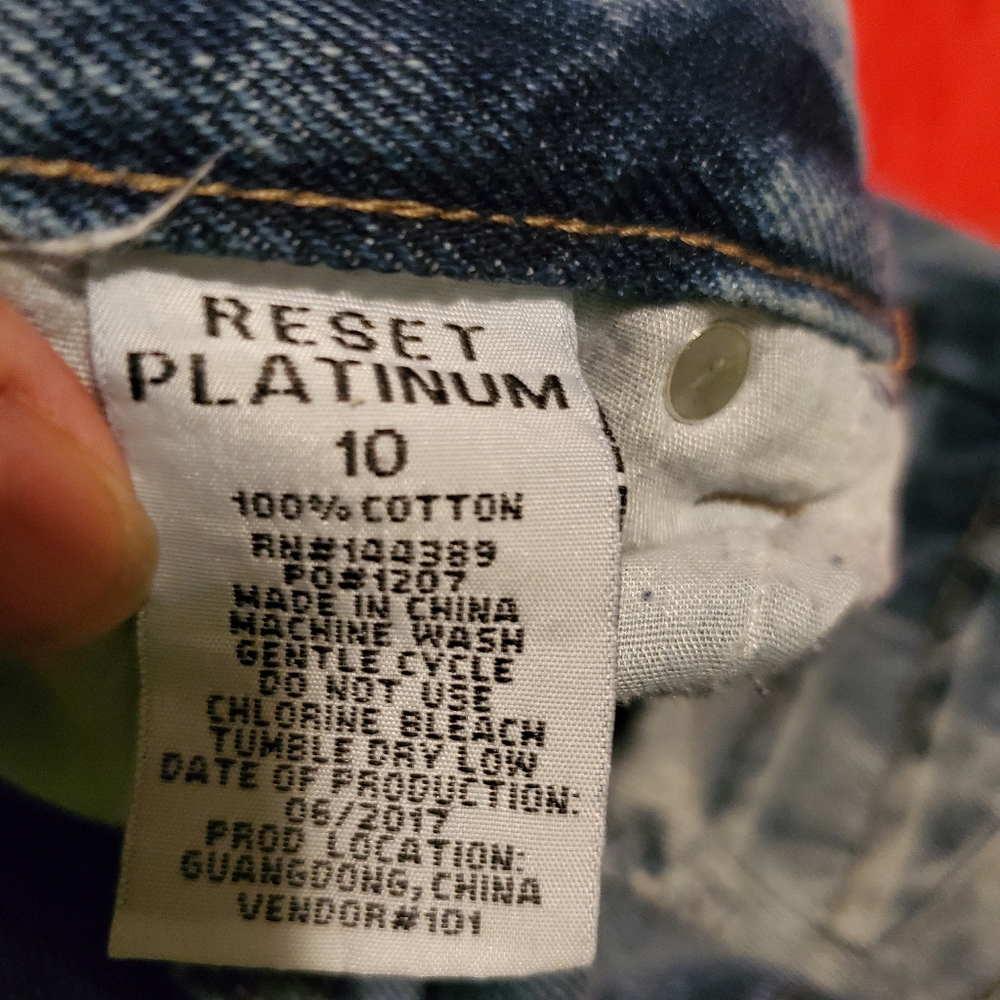 RESET
PLATINUM
10
100% COTTON
RN#144389
PO#1207
MADE IN CHINA
MACHINE WASH
GENTLE CYCLE
DO NOT USE
CHLORINE BLEACH
TUMBLE DRY LOW
DATE OF PRODUCTION:
06/2017
PROD LOCATION:
GUANGDONG,CHINA
VENDOR#101